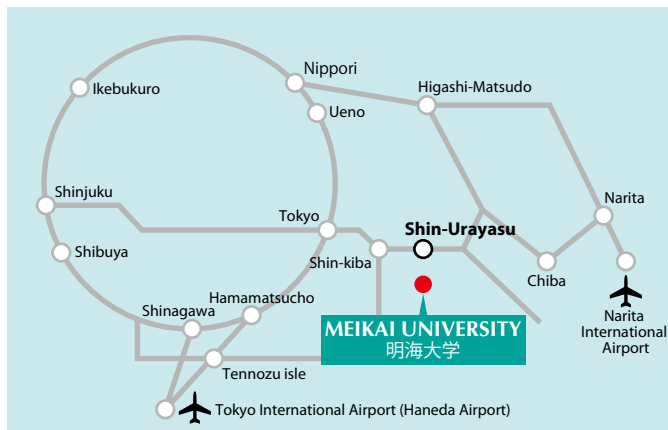 Nippori
Higashi-Matsudo
Ikebukuro
Ueno
Shinjuku
Narita
Tokyo
Shin-Urayasu
Shibuya
Shin-kiba
Chiba
Hamamatsucho
Shinagawa
Narita
International
Airport
MEIKAI UNIVERSITY
明海大学
Tennozu isle
Tokyo International Airport (Haneda Airport)